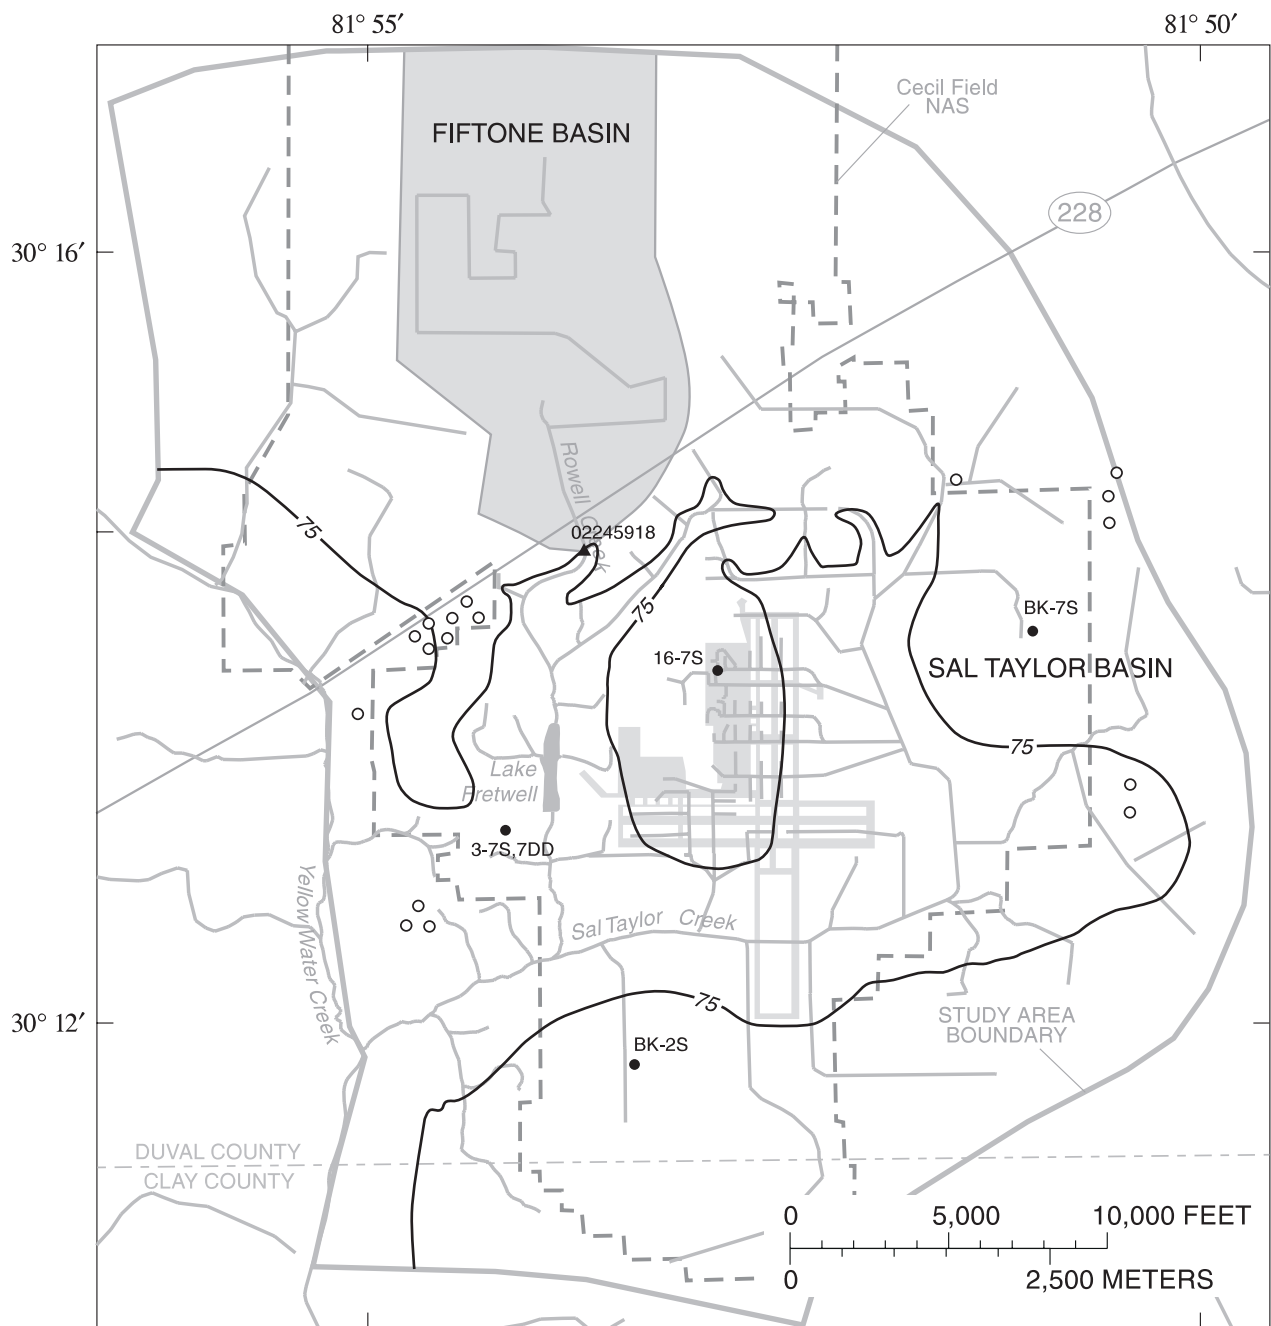 81° 55′
81° 50′
Cecil Field
NAS
FIFTONE BASIN
228
30° 16′
Rowell Creek
75
02245918
75
BK-7S
16-7S
SAL TAYLOR BASIN
75
Lake
Fretwell
3-7S,7DD
Yellow Water Creek
Sal Taylor Creek
75
30° 12′
STUDY AREA
BOUNDARY
BK-2S
DUVAL COUNTY
CLAY COUNTY
0 5,000 10,000 FEET
0 2,500 METERS